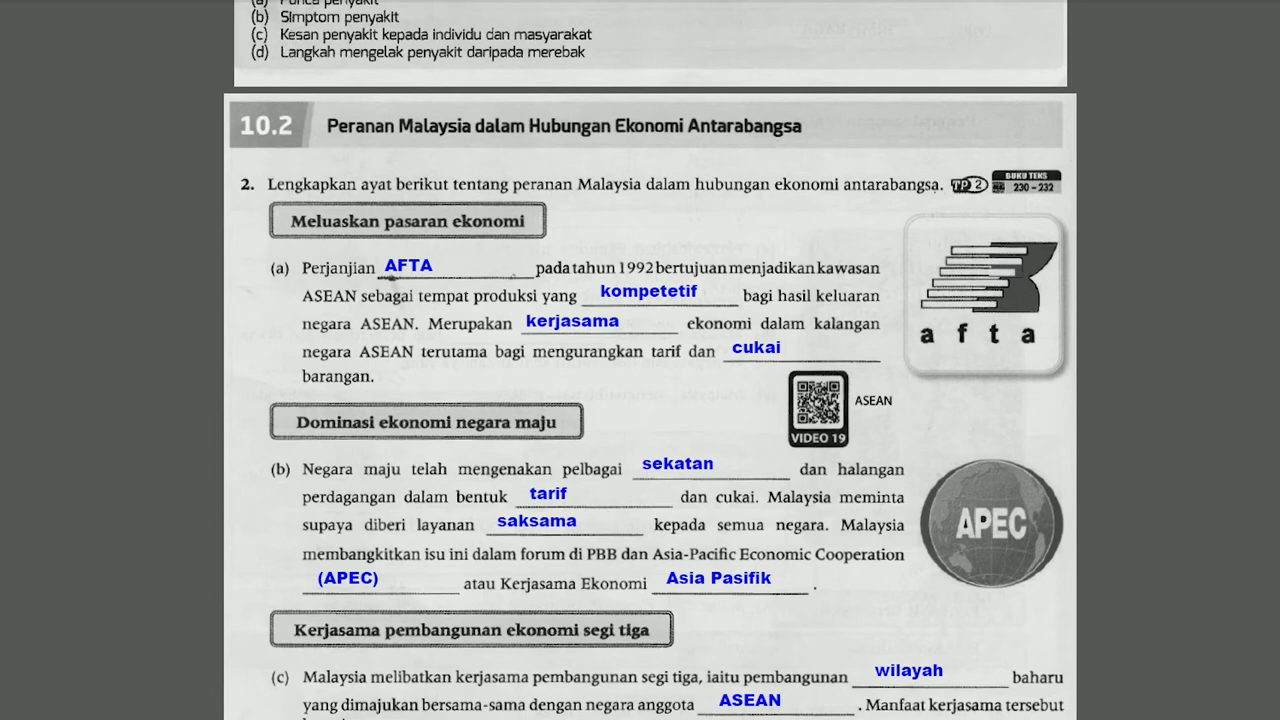 (a) Punca penyakit
(b) Simptom penyakit
(c) Kesan penyakit kepada individu dan masyarakat
(d) Langkah mengelak penyakit daripada merebak
10.2 Peranan Malaysia dalam Hubungan Ekonomi Antarabangsa
2. Lengkapkan ayat berikut tentang peranan Malaysia dalam hubungan ekonomi antarabangsa. TP 2 BUKU TEKS 230 – 232
Meluaskan pasaran ekonomi
(a) Perjanjian AFTA pada tahun 1992 bertujuan menjadikan kawasan
ASEAN sebagai tempat produksi yang kompetetif bagi hasil keluaran
negara ASEAN. Merupakan kerjasama ekonomi dalam kalangan
negara ASEAN terutama bagi mengurangkan tarif dan cukai
barangan.
afta
VIDEO 19
ASEAN
Dominasi ekonomi negara maju
(b) Negara maju telah mengenakan pelbagai sekatan dan halangan
perdagangan dalam bentuk tarif dan cukai. Malaysia meminta
supaya diberi layanan saksama kepada semua negara. Malaysia
membangkitkan isu ini dalam forum di PBB dan Asia-Pacific Economic Cooperation
(APEC) atau Kerjasama Ekonomi Asia Pasifik .
APEC
Kerjasama pembangunan ekonomi segi tiga
(c) Malaysia melibatkan kerjasama pembangunan segi tiga, iaitu pembangunan wilayah baharu
yang dimajukan bersama-sama dengan negara anggota ASEAN . Manfaat kerjasama tersebut